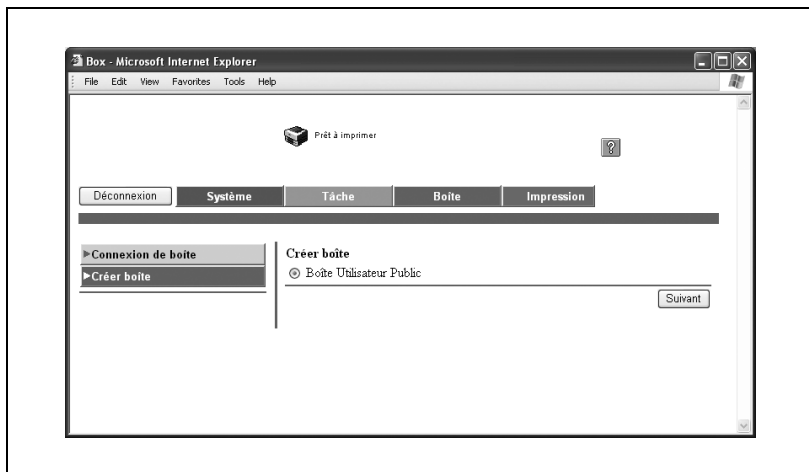 Box - Microsoft Internet Explorer
File Edit View Favorites Tools Help
Prêt à imprimer
?
Déconnexion Système Tâche Boîte Impression
Connexion de boîte
Créer boîte
Créer boîte
Boîte Utilisateur Public
Suivant